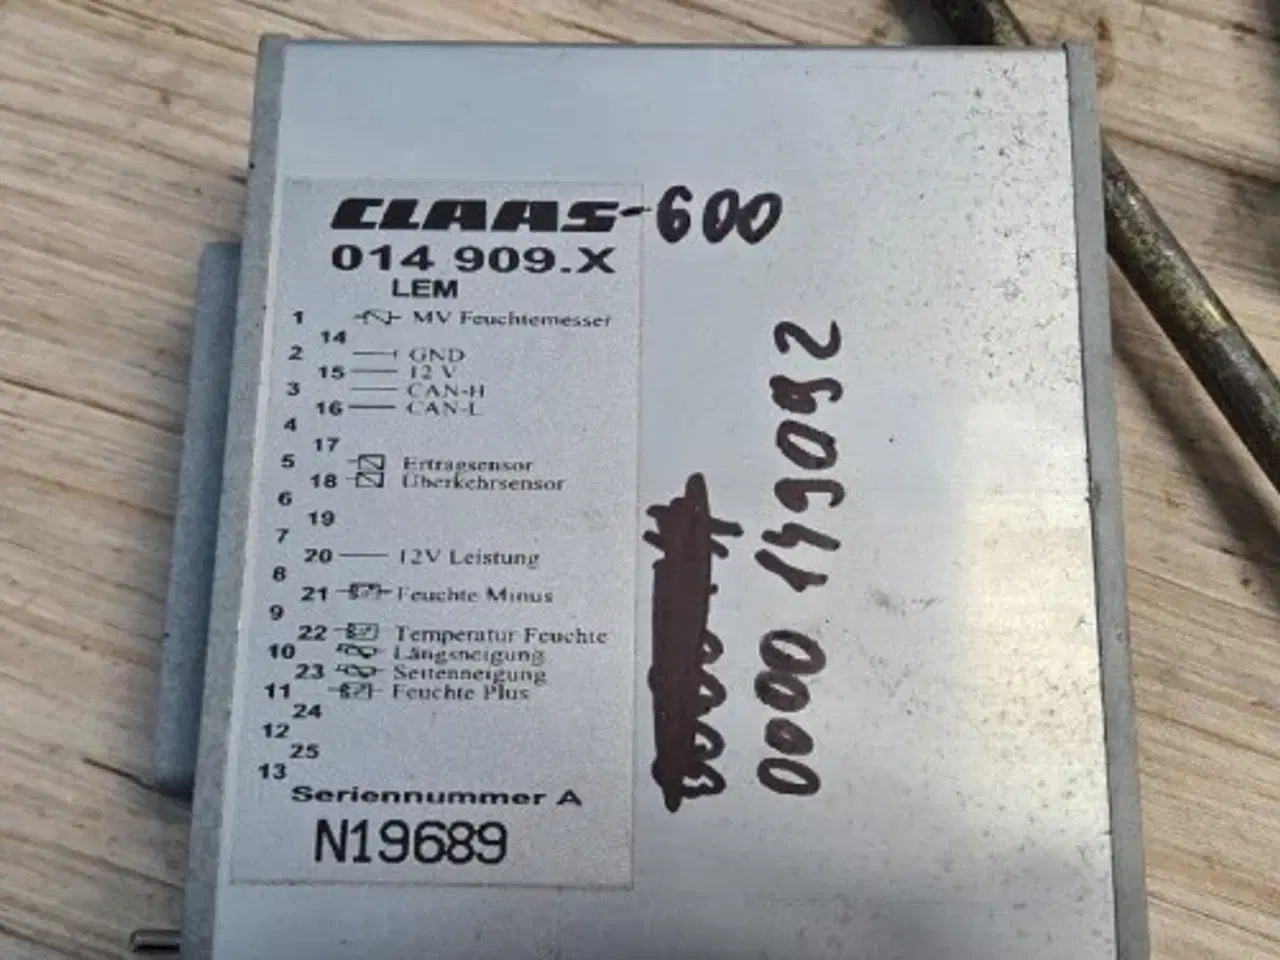 CLAAS-600
014 909.X
LEM
1 MV Feuchtemesser
14
2 GND
15 12 V
3 CAN-H
16 CAN-L
4
17
5 Ertragsensor
18 Überkehrsensor
6
19
7
20 12V Leistung
8
21 Feuchte Minus
9
22 Temperatur Feuchte
10 Längsneigung
23 Seitenneigung
11 Feuchte Plus
24
12
25
13
Seriennummer A
N19689
0000 149092